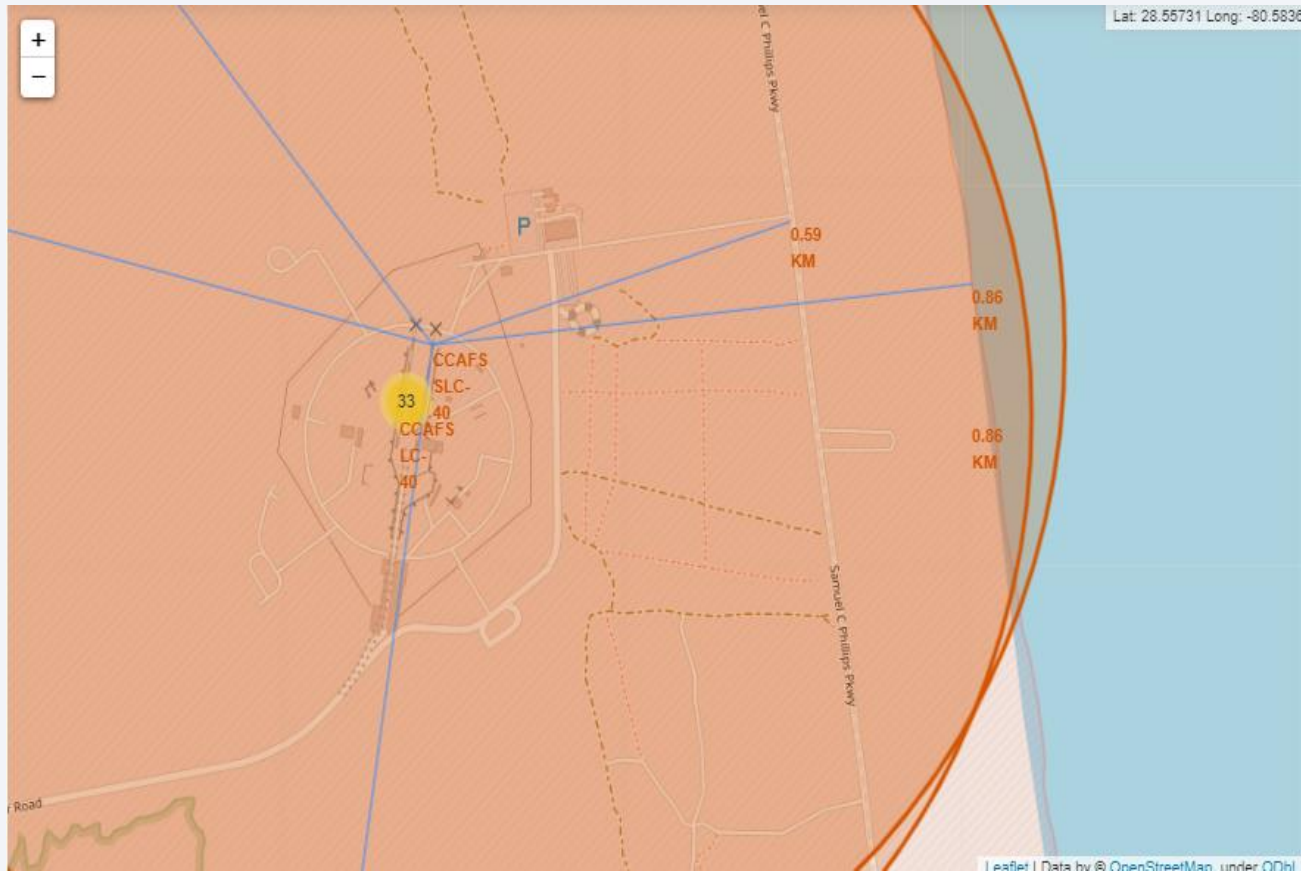 +
−
Lat: 28.55731 Long: -80.5836
el C Phillips Pkwy
P
0.59
KM
0.86
KM
CCAFS
SLC-
40
33
CCAFS
LC-
40
0.86
KM
Samuel C Phillips Pkwy
r Road
Leaflet | Data by © OpenStreetMap, under ODbL